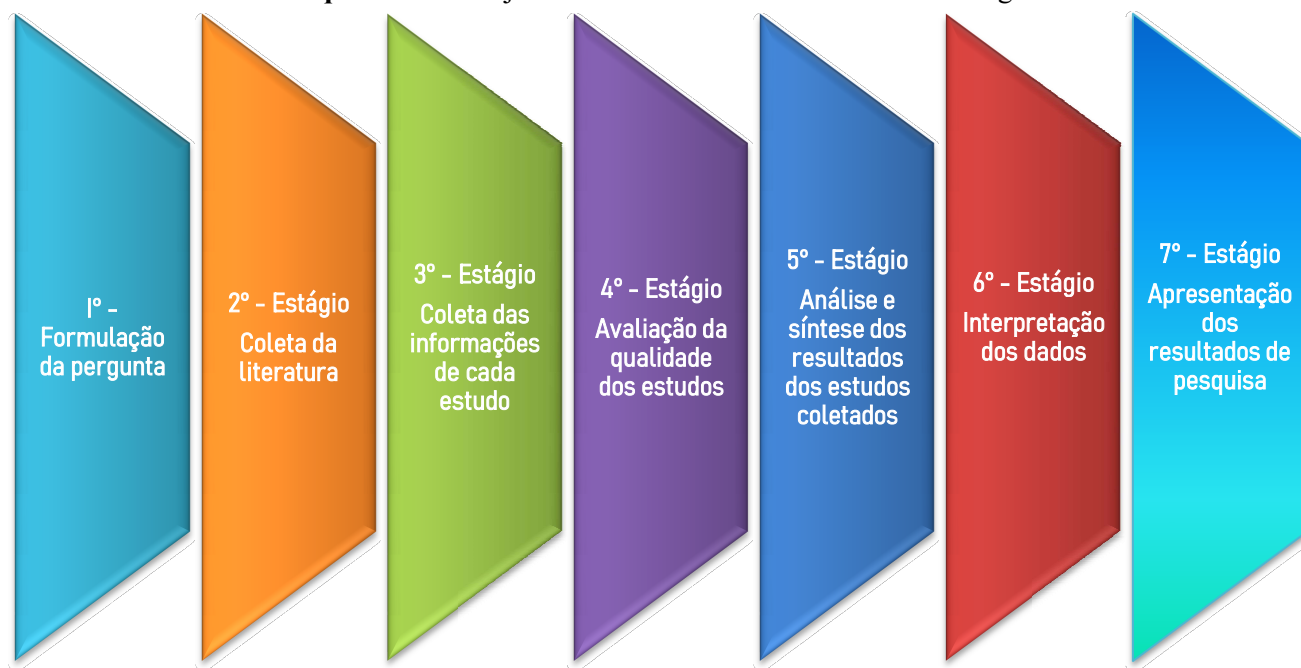 1º -
Formulação
da pergunta
2º - Estágio
Coleta da
literatura
3º - Estágio
Coleta das
informações
de cada
estudo
4º - Estágio
Avaliação da
qualidade
dos estudos
5º - Estágio
Análise e
síntese dos
resultados
dos estudos
coletados
6º - Estágio
Interpretação
dos dados
7º - Estágio
Apresentação
dos
resultados de
pesquisa